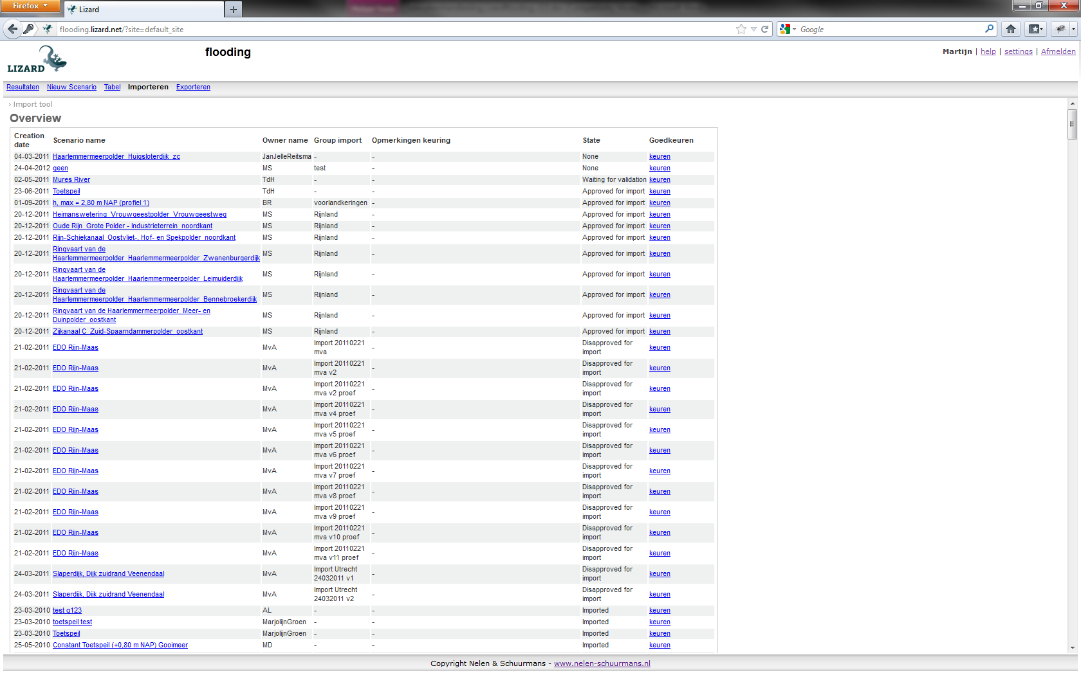 Firefox
Lizard
flooding.lizard.net/?site=default_site
Google
LIZARD
flooding
Martijn | help | settings | Afmelden
Resultaten Nieuw Scenario Tabel Importeren Exporteren
› Import tool
Overview
Creation date Scenario name Owner name Group import Opmerkingen keuring State Goedkeuren
04-03-2011 Haarlemmermeerpolder_Huigsloterdijk_zc JanJelleReitsma - - None keuren
24-04-2012 geen MS test - None keuren
02-05-2011 Mures River TdH - - Waiting for validation keuren
23-06-2011 Toetspeil TdH - - Approved for import keuren
01-09-2011 h, max = 2,80 m NAP (profiel 1) BR voorlandkeringen - Approved for import keuren
20-12-2011 Heimanswetering_Vrouwgeestpolder_Vrouwgeestweg MS Rijnland - Approved for import keuren
20-12-2011 Oude Rijn_Grote Polder - Industrieterrein_noordkant MS Rijnland - Approved for import keuren
20-12-2011 Rijn-Schiekanaal_Oostvliet-, Hof- en Spekpolder_noordkant MS Rijnland - Approved for import keuren
20-12-2011 Ringvaart van de Haarlemmermeerpolder_Haarlemmermeerpolder_Zwanenburgerdijk MS Rijnland - Approved for import keuren
20-12-2011 Ringvaart van de Haarlemmermeerpolder_Haarlemmermeerpolder_Leimuiderdijk MS Rijnland - Approved for import keuren
20-12-2011 Ringvaart van de Haarlemmermeerpolder_Haarlemmermeerpolder_Bennebroekerdijk MS Rijnland - Approved for import keuren
20-12-2011 Ringvaart van de Haarlemmermeerpolder_Meer- en Duinpolder_oostkant MS Rijnland - Approved for import keuren
20-12-2011 Zijkanaal C_Zuid-Spaarndammerpolder_oostkant MS Rijnland - Approved for import keuren
21-02-2011 EDO Rijn-Maas MvA Import 20110221 mva - Disapproved for import keuren
21-02-2011 EDO Rijn-Maas MvA Import 20110221 mva v2 - Disapproved for import keuren
21-02-2011 EDO Rijn-Maas MvA Import 20110221 mva v2 proef - Disapproved for import keuren
21-02-2011 EDO Rijn-Maas MvA Import 20110221 mva v4 proef - Disapproved for import keuren
21-02-2011 EDO Rijn-Maas MvA Import 20110221 mva v5 proef - Disapproved for import keuren
21-02-2011 EDO Rijn-Maas MvA Import 20110221 mva v6 proef - Disapproved for import keuren
21-02-2011 EDO Rijn-Maas MvA Import 20110221 mva v7 proef - Disapproved for import keuren
21-02-2011 EDO Rijn-Maas MvA Import 20110221 mva v8 proef - Disapproved for import keuren
21-02-2011 EDO Rijn-Maas MvA Import 20110221 mva v9 proef - Disapproved for import keuren
21-02-2011 EDO Rijn-Maas MvA Import 20110221 mva v10 proef - Disapproved for import keuren
21-02-2011 EDO Rijn-Maas MvA Import 20110221 mva v11 proef - Disapproved for import keuren
24-03-2011 Slaperdijk, Dijk zuidrand Veenendaal MvA Import Utrecht 24032011 v1 - Disapproved for import keuren
24-03-2011 Slaperdijk, Dijk zuidrand Veenendaal MvA Import Utrecht 24032011 v2 - Disapproved for import keuren
23-03-2010 test o123 AL - - Imported keuren
23-03-2010 toetspeil test MarjolijnGroen - - Imported keuren
23-03-2010 Toetspeil MarjolijnGroen - - Imported keuren
25-05-2010 Constant Toetspeil (+0,80 m NAP) Gooimeer MD - - Imported keuren
Copyright Nelen & Schuurmans - www.nelen-schuurmans.nl